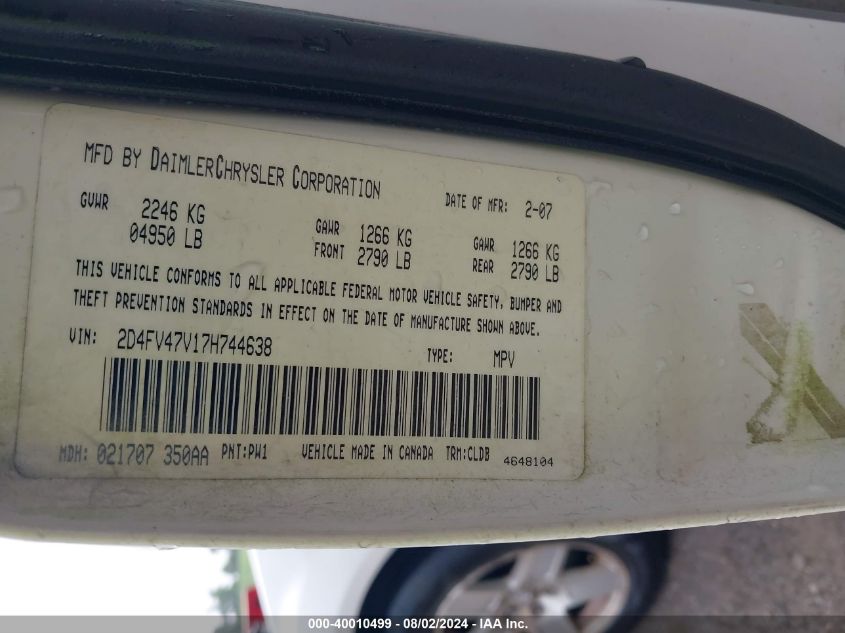 MFD BY DAIMLERCHRYSLER CORPORATION
DATE OF MFR: 2-07
GVWR 2246 KG
04950 LB
GAWR FRONT 1266 KG
2790 LB
GAWR REAR 1266 KG
2790 LB
THIS VEHICLE CONFORMS TO ALL APPLICABLE FEDERAL MOTOR VEHICLE SAFETY, BUMPER AND
THEFT PREVENTION STANDARDS IN EFFECT ON THE DATE OF MANUFACTURE SHOWN ABOVE.
VIN: 2D4FV47V17H744638 TYPE: MPV
MDH: 021707 350AA PNT:PW1 VEHICLE MADE IN CANADA TRM:CLDB 4648104
000-40010499 - 08/02/2024 - IAA Inc.